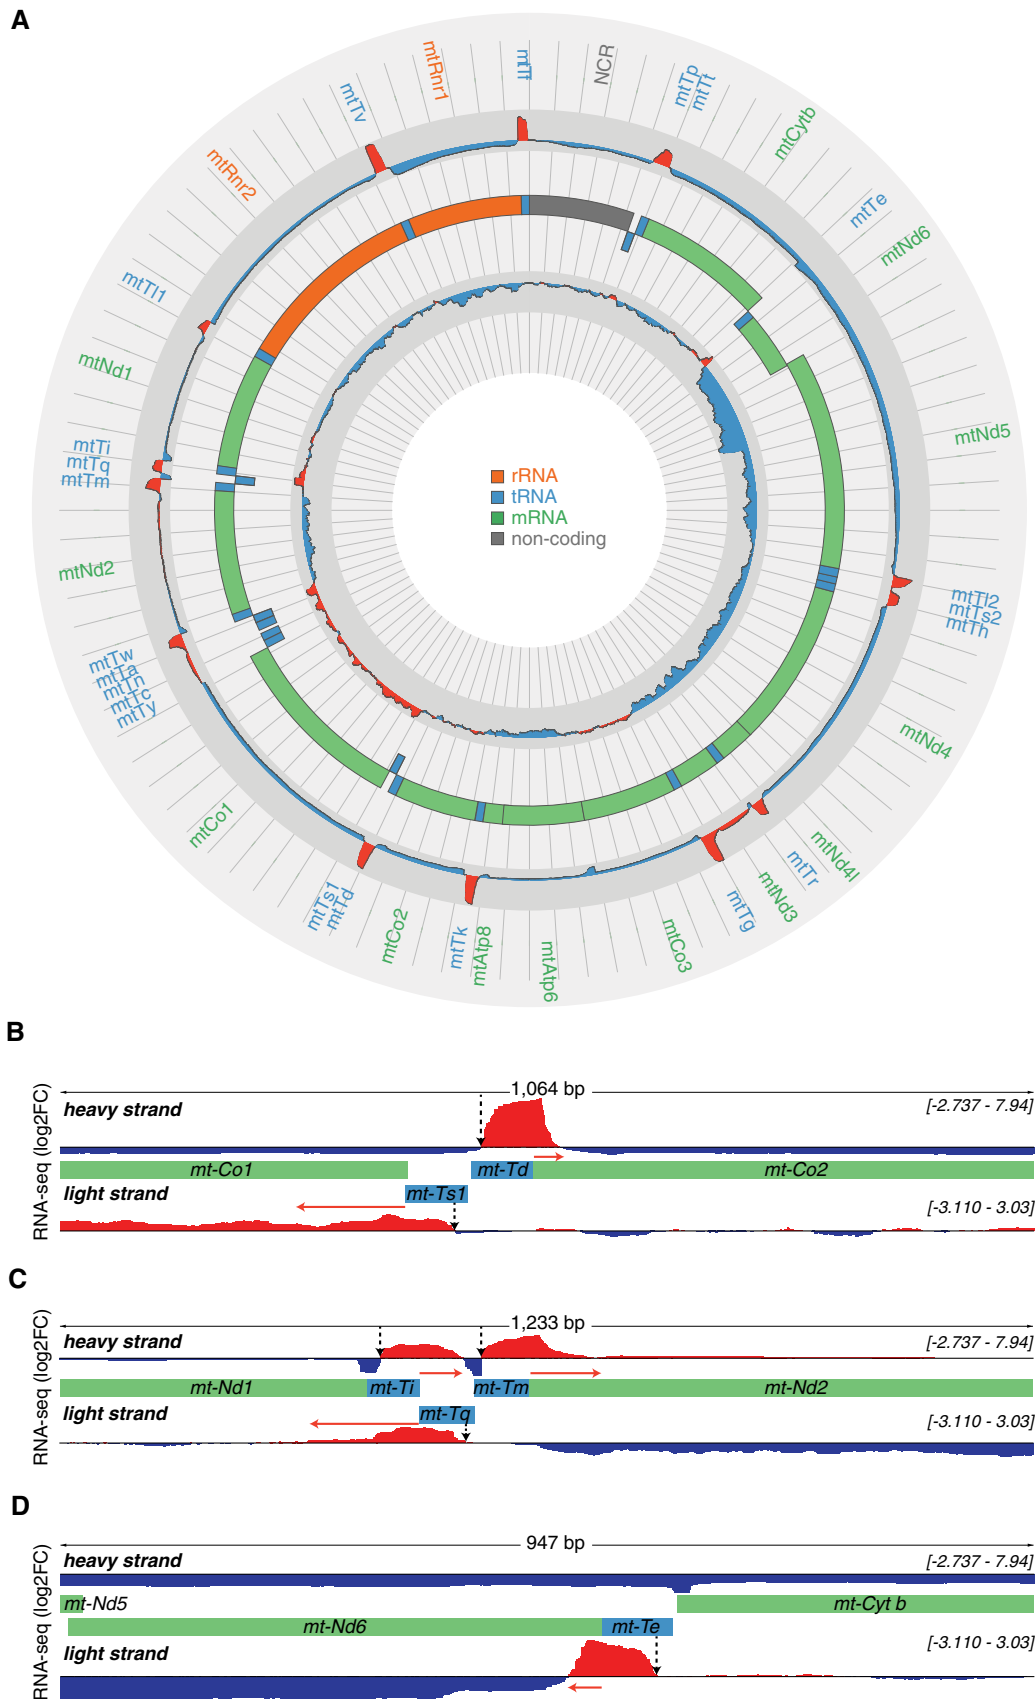 A
mtTf
NCR
mtTp
mtTt
mtCytb
mtTe
mtNd6
mtNd5
mtTl2
mtTs2
mtTh
mtNd4
mtNd4l
mtTr
mtNd3
mtTg
mtCo3
mtAtp6
mtAtp8
mtTk
mtCo2
mtTd
mtTs1
mtCo1
mtTw
mtTa
mtTn
mtTc
mtTy
mtNd2
mtTi
mtTq
mtTm
mtNd1
mtTl1
mtRnr2
mtTv
mtRnr1
rRNA
tRNA
mRNA
non-coding
B
1,064 bp
RNA-seq (log2FC)
heavy strand
[-2.737 - 7.94]
mt-Co1
mt-Td
mt-Co2
light strand
mt-Ts1
[-3.110 - 3.03]
C
1,233 bp
RNA-seq (log2FC)
heavy strand
[-2.737 - 7.94]
mt-Nd1
mt-Ti
mt-Tm
mt-Nd2
light strand
mt-Tq
[-3.110 - 3.03]
D
947 bp
RNA-seq (log2FC)
heavy strand
[-2.737 - 7.94]
mt-Nd5
mt-Cyt b
mt-Nd6
mt-Te
light strand
[-3.110 - 3.03]